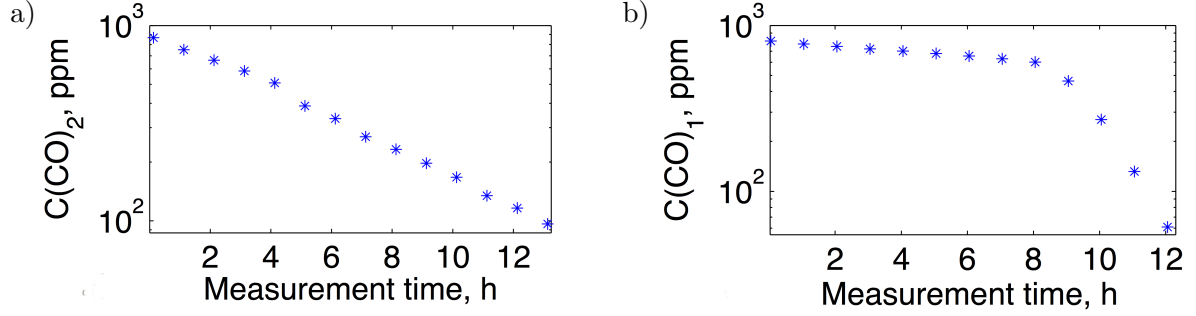 a)
10³
10²
C(CO)₂, ppm
2 4 6 8 10 12
Measurement time, h
b)
10³
10²
C(CO)₁, ppm
2 4 6 8 10 12
Measurement time, h